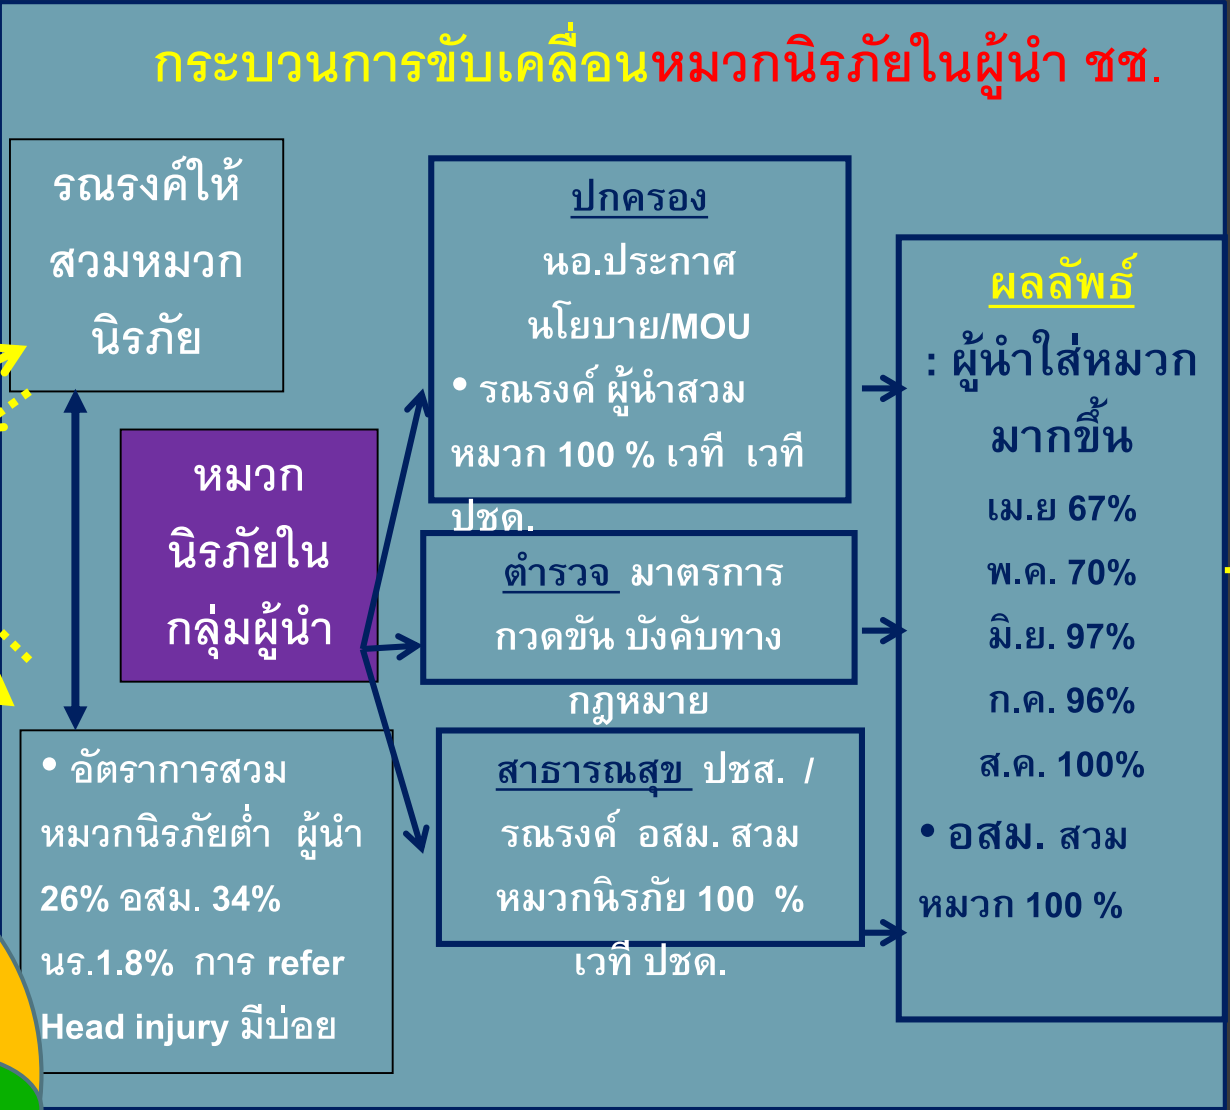 กระบวนการขับเคลื่อนหมวกนิรภัยในผู้นำ ชช.
รณรงค์ให้
สวมหมวก
นิรภัย
หมวก
นิรภัยใน
กลุ่มผู้นำ
• อัตราการสวม
หมวกนิรภัยต่ำ ผู้นำ
26% อสม. 34%
นร.1.8% การ refer
Head injury มีบ่อย
ปกครอง
นอ.ประกาศ
นโยบาย/MOU
• รณรงค์ ผู้นำสวม
หมวก 100 % เวที เวที
ปชด.
ตำรวจ มาตรการ
กวดขัน บังคับทาง
กฎหมาย
สาธารณสุข ปชส. /
รณรงค์ อสม. สวม
หมวกนิรภัย 100 %
เวที ปชด.
ผลลัพธ์
: ผู้นำใส่หมวก
มากขึ้น
เม.ย 67%
พ.ค. 70%
มิ.ย. 97%
ก.ค. 96%
ส.ค. 100%
• อสม. สวม
หมวก 100 %